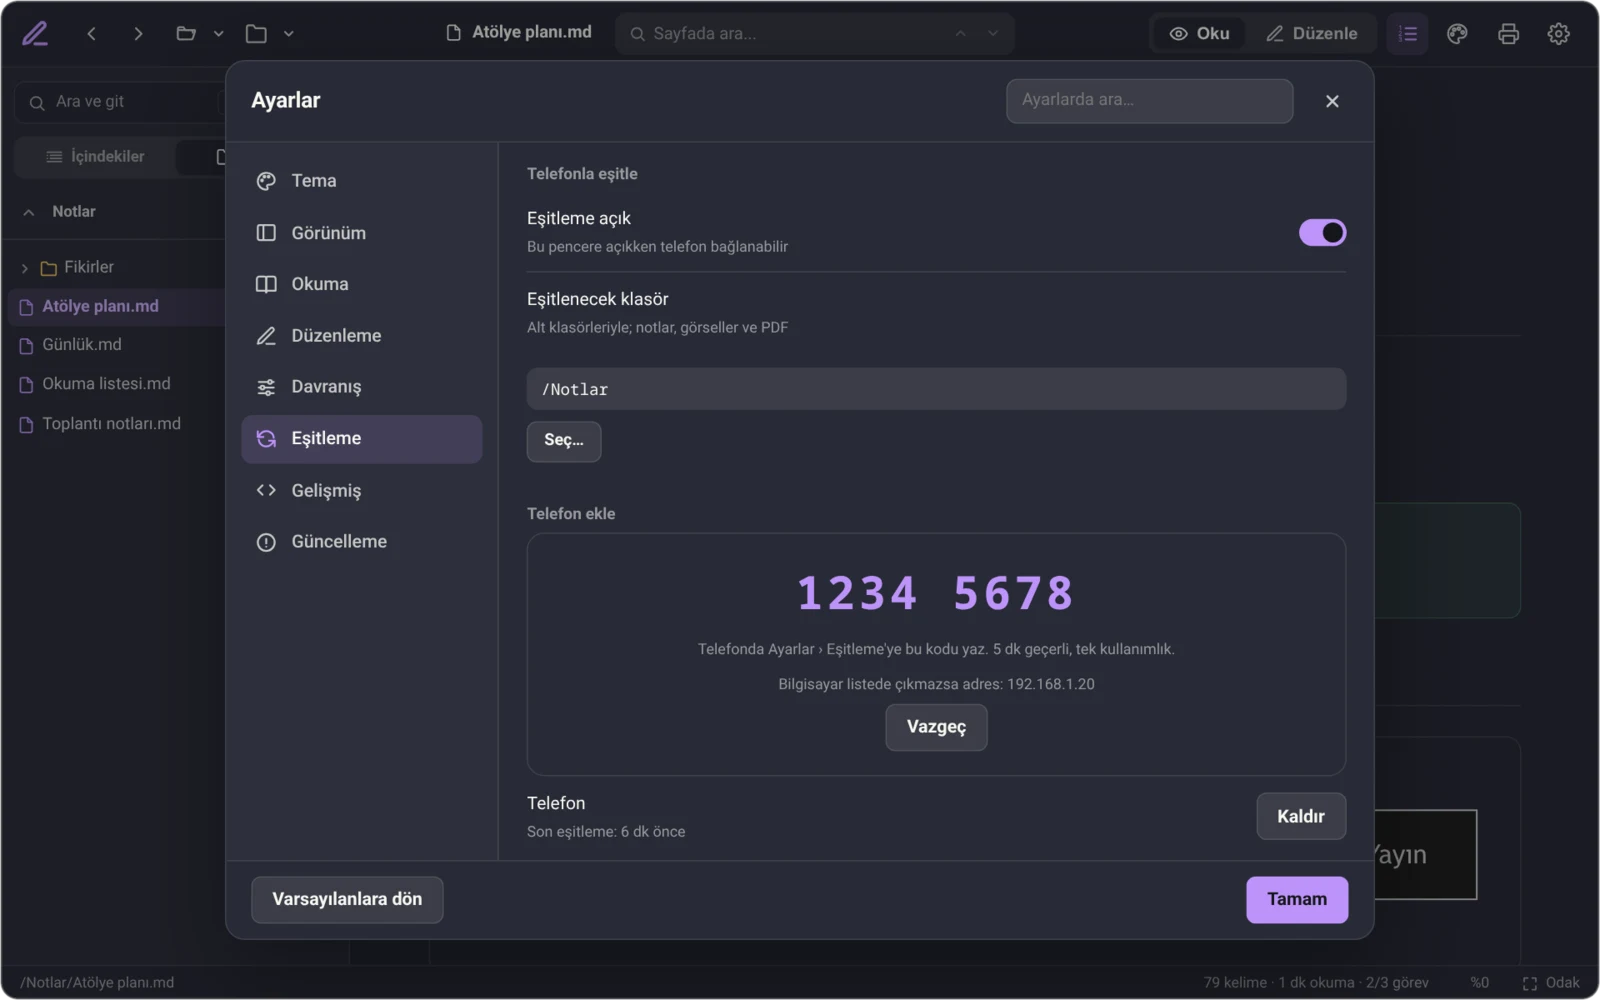 Atölye planı.md
Sayfada ara...
Oku
Düzenle
Ara ve git
İçindekiler
Notlar
Fikirler
Atölye planı.md
Günlük.md
Okuma listesi.md
Toplantı notları.md
Ayarlar
Ayarlarda ara...
Tema
Görünüm
Okuma
Düzenleme
Davranış
Eşitleme
Gelişmiş
Güncelleme
Telefonla eşitle
Eşitleme açık
Bu pencere açıkken telefon bağlanabilir
Eşitlenecek klasör
Alt klasörleriyle; notlar, görseller ve PDF
/Notlar
Seç...
Telefon ekle
1234 5678
Telefonda Ayarlar › Eşitleme'ye bu kodu yaz. 5 dk geçerli, tek kullanımlık.
Bilgisayar listede çıkmazsa adres: 192.168.1.20
Vazgeç
Telefon
Son eşitleme: 6 dk önce
Kaldır
Yayın
Varsayılanlara dön
Tamam
/Notlar/Atölye planı.md
79 kelime · 1 dk okuma · 2/3 görev
%0
Odak